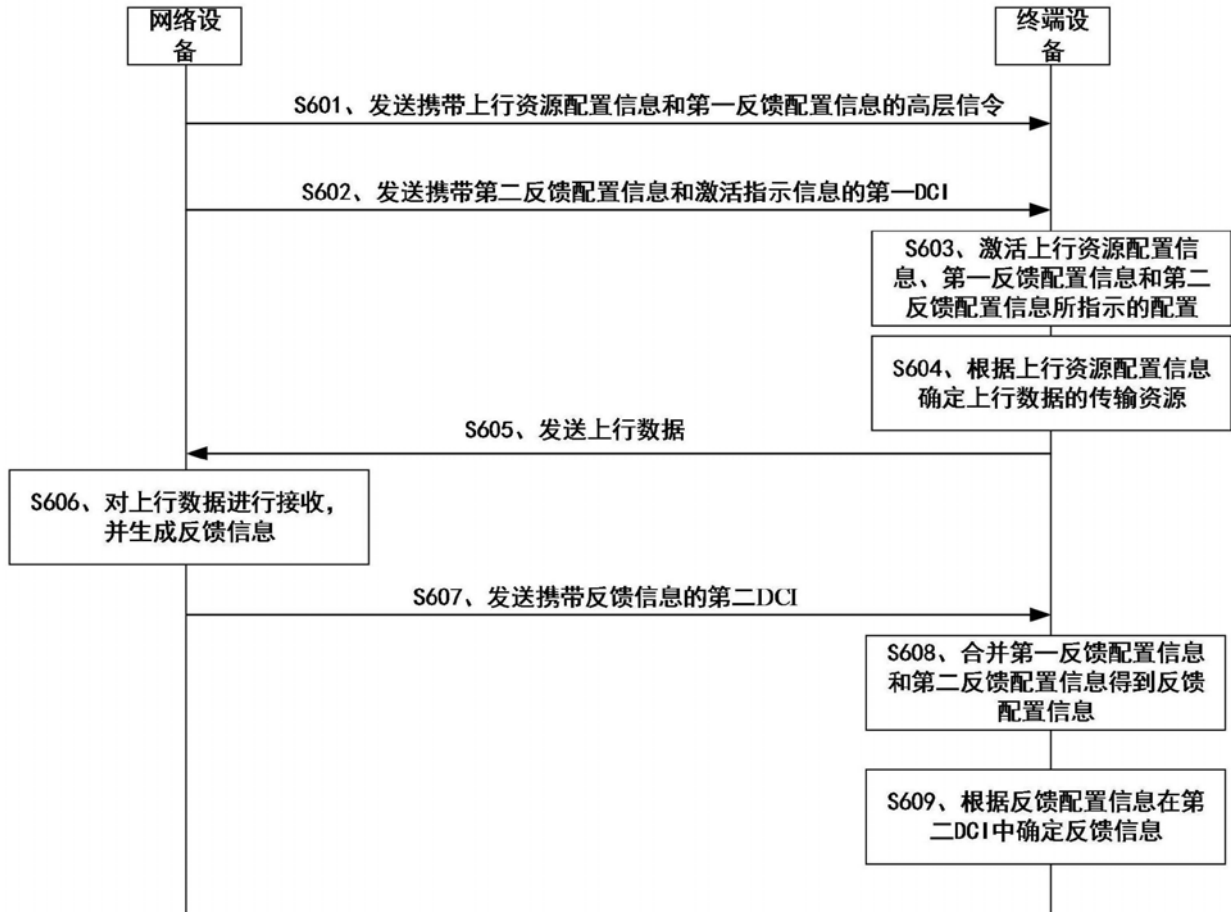 网络设
备
终端设
备
S601、发送携带上行资源配置信息和第一反馈配置信息的高层信令
S602、发送携带第二反馈配置信息和激活指示信息的第一DCI
S603、激活上行资源配置信
息、第一反馈配置信息和第二
反馈配置信息所指示的配置
S604、根据上行资源配置信息
确定上行数据的传输资源
S605、发送上行数据
S606、对上行数据进行接收，
并生成反馈信息
S607、发送携带反馈信息的第二DCI
S608、合并第一反馈配置信息
和第二反馈配置信息得到反馈
配置信息
S609、根据反馈配置信息在第
二DCI中确定反馈信息